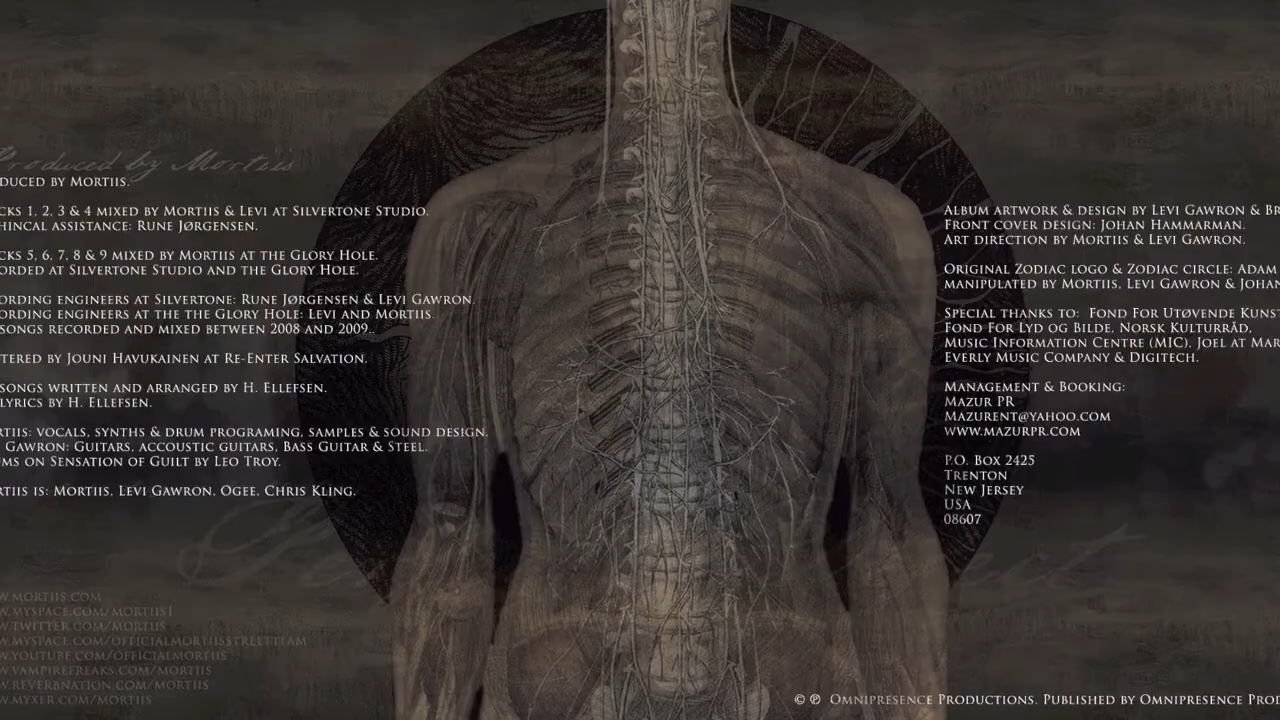 Produced by Mortiis
DUCED BY MORTIIS.
CKS 1, 2, 3 & 4 MIXED BY MORTIIS & LEVI AT SILVERTONE STUDIO.
HINCAL ASSISTANCE: RUNE JØRGENSEN.
CKS 5, 6, 7, 8 & 9 MIXED BY MORTIIS AT THE GLORY HOLE.
ORDED AT SILVERTONE STUDIO AND THE GLORY HOLE.
ORDING ENGINEERS AT SILVERTONE: RUNE JØRGENSEN & LEVI GAWRON.
ORDING ENGINEERS AT THE THE GLORY HOLE: LEVI AND MORTIIS.
SONGS RECORDED AND MIXED BETWEEN 2008 AND 2009..
TERED BY JOUNI HAVUKAINEN AT RE-ENTER SALVATION.
SONGS WRITTEN AND ARRANGED BY H. ELLEFSEN.
LYRICS BY H. ELLEFSEN.
RTIIS: VOCALS, SYNTHS & DRUM PROGRAMING, SAMPLES & SOUND DESIGN.
GAWRON: GUITARS, ACCOUSTIC GUITARS, BASS GUITAR & STEEL.
UMS ON SENSATION OF GUILT BY LEO TROY.
RTIIS IS: MORTIIS, LEVI GAWRON, OGEE, CHRIS KLING.
W.MORTIIS.COM
W.MYSPACE.COM/MORTIIS1
W.TWITTER.COM/MORTIIS
W.MYSPACE.COM/OFFICIALMORTIISSTREETTEAM
W.YOUTUBE.COM/OFFICIALMORTIIS
W.VAMPIREFREAKS.COM/MORTIIS
W.REVERBNATION.COM/MORTIIS
W.MYXER.COM/MORTIIS
ALBUM ARTWORK & DESIGN BY LEVI GAWRON & BR
FRONT COVER DESIGN: JOHAN HAMMARMAN.
ART DIRECTION BY MORTIIS & LEVI GAWRON.
ORIGINAL ZODIAC LOGO & ZODIAC CIRCLE: ADAM
MANIPULATED BY MORTIIS, LEVI GAWRON & JOHAN
SPECIAL THANKS TO: FOND FOR UTØVENDE KUNST
FOND FOR LYD OG BILDE, NORSK KULTURRÅD,
MUSIC INFORMATION CENTRE (MIC), JOEL AT MAR
EVERLY MUSIC COMPANY & DIGITECH.
MANAGEMENT & BOOKING:
MAZUR PR
MAZURENT@YAHOO.COM
WWW.MAZURPR.COM
P.O. BOX 2425
TRENTON
NEW JERSEY
USA
08607
© ℗ OMNIPRESENCE PRODUCTIONS. PUBLISHED BY OMNIPRESENCE PROD